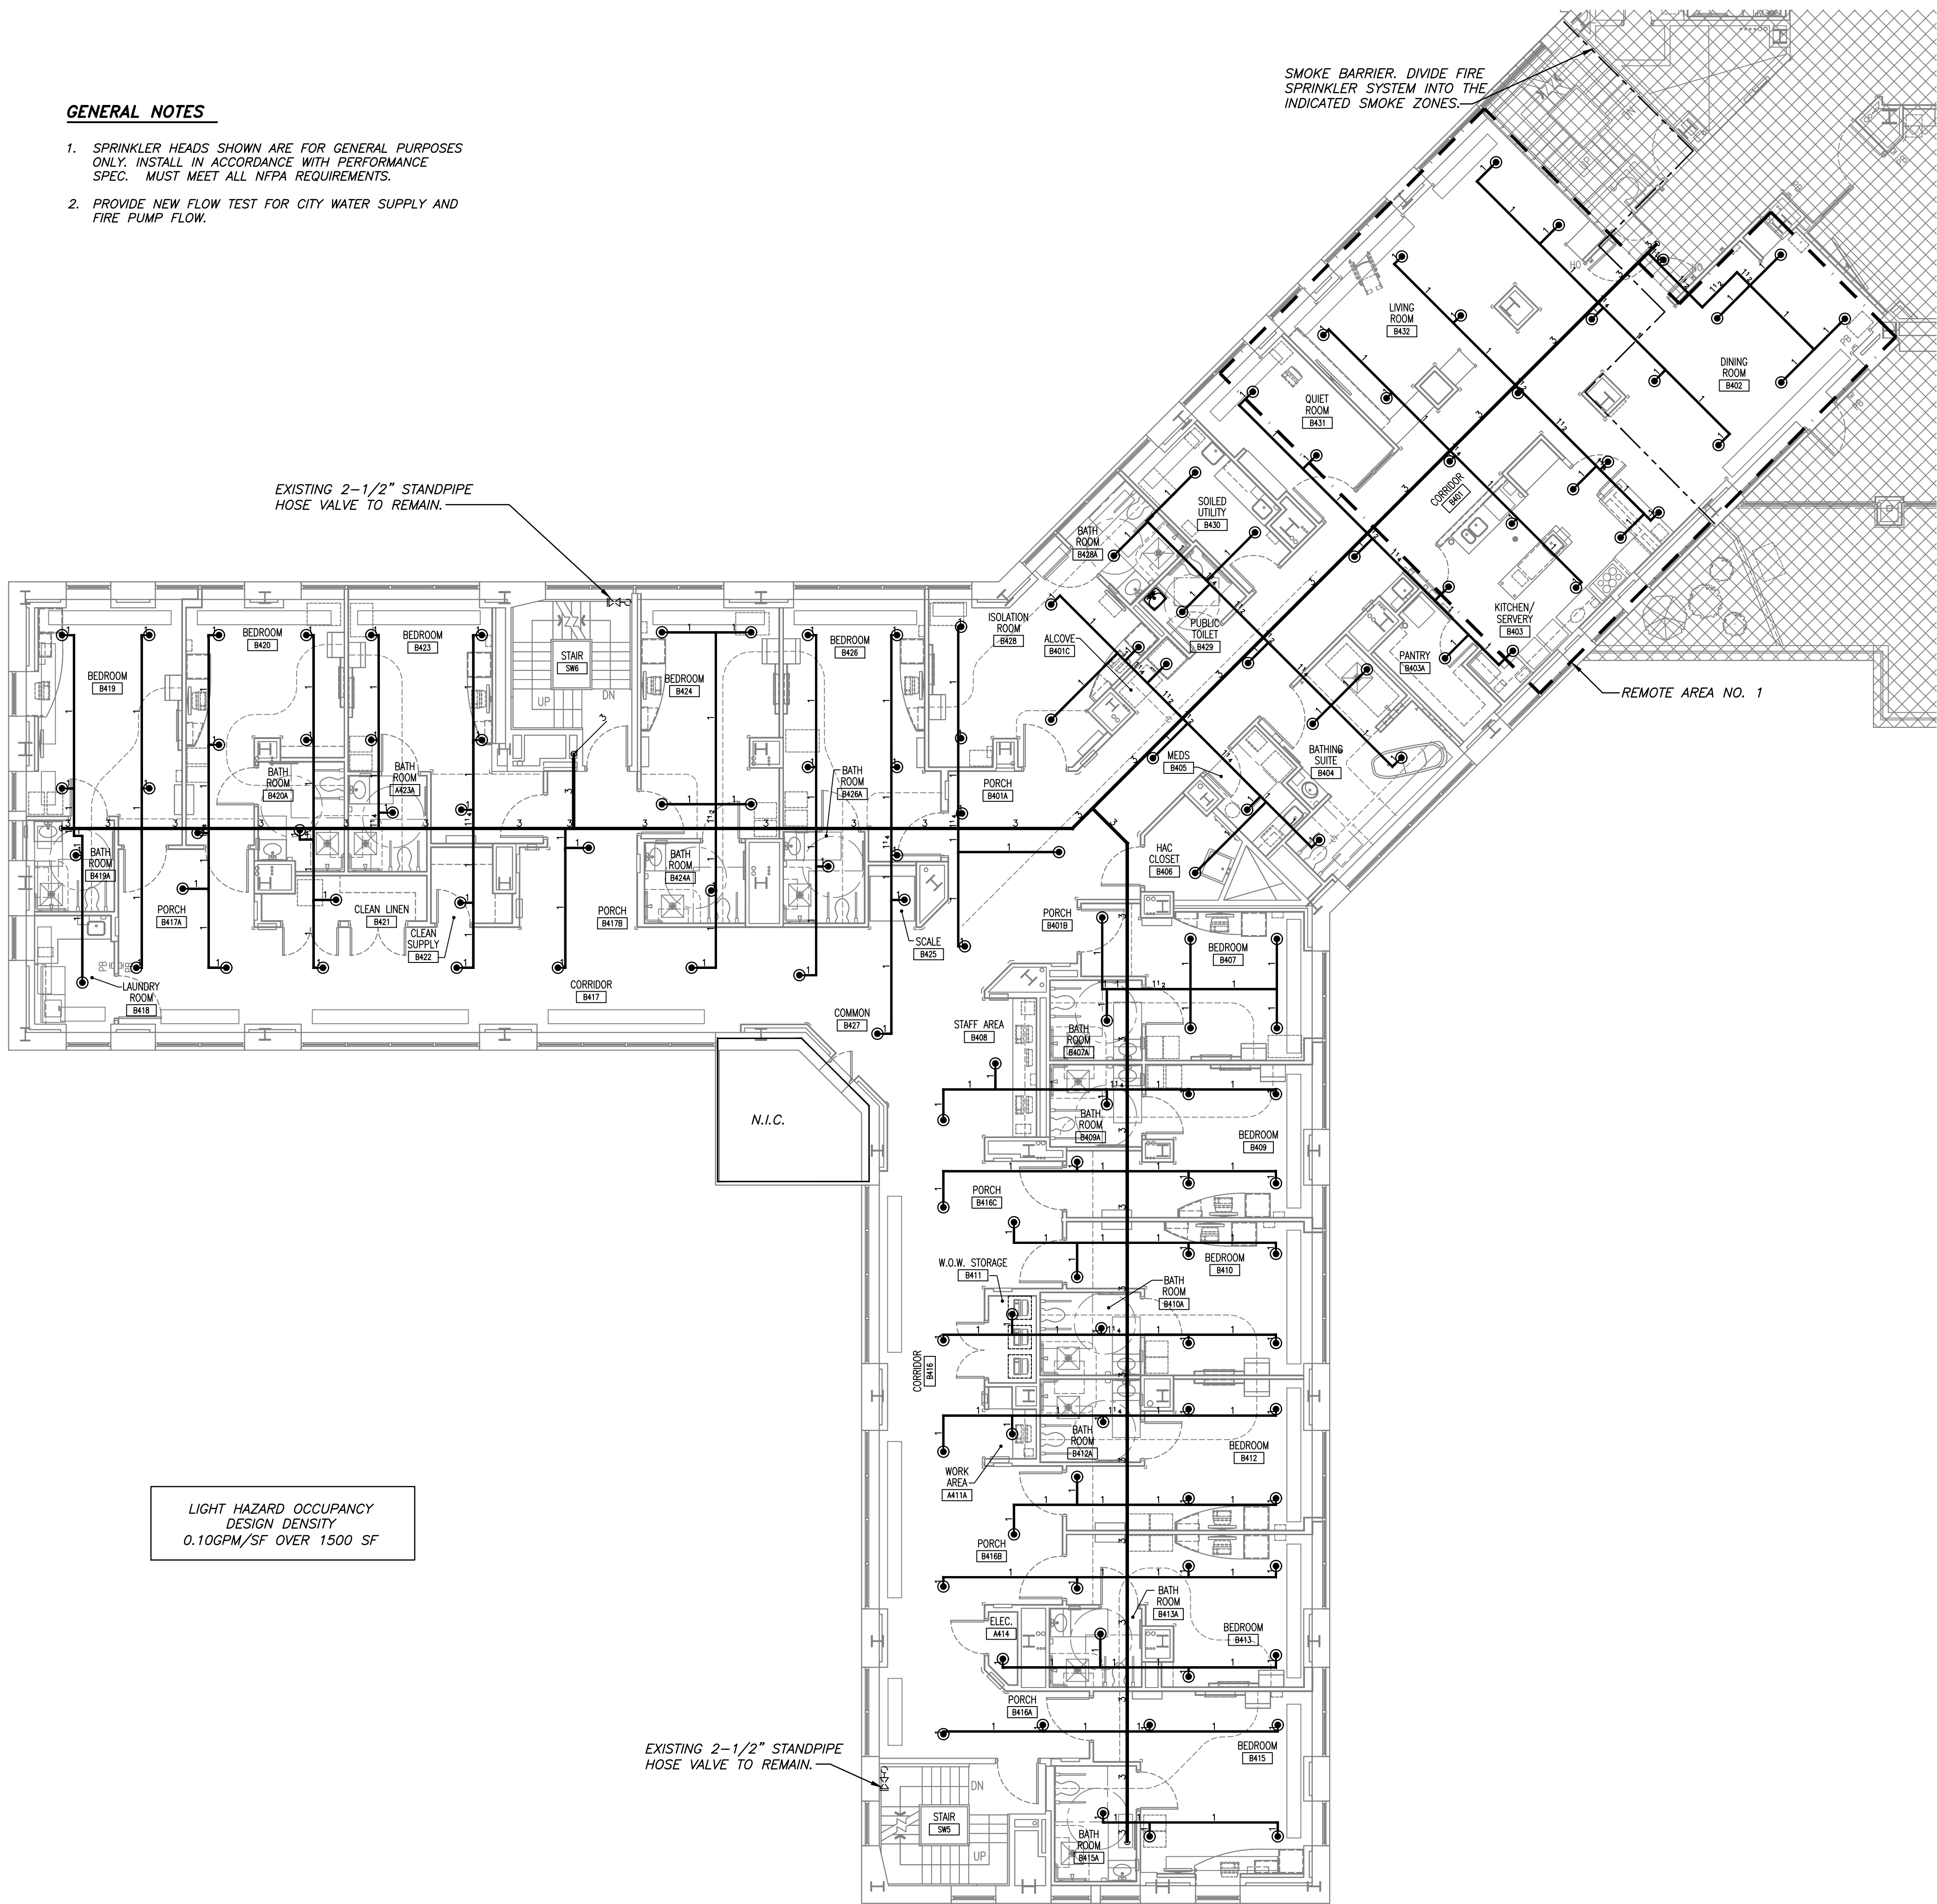 GENERAL NOTES
1. SPRINKLER HEADS SHOWN ARE FOR GENERAL PURPOSES
ONLY. INSTALL IN ACCORDANCE WITH PERFORMANCE
SPEC. MUST MEET ALL NFPA REQUIREMENTS.
2. PROVIDE NEW FLOW TEST FOR CITY WATER SUPPLY AND
FIRE PUMP FLOW.
SMOKE BARRIER. DIVIDE FIRE
SPRINKLER SYSTEM INTO THE
INDICATED SMOKE ZONES.
EXISTING 2-1/2" STANDPIPE
HOSE VALVE TO REMAIN.
LIVING
ROOM
B432
DINING
ROOM
B402
QUIET
ROOM
B431
CORRIDOR
B401
SOILED
UTILITY
B430
BATH
ROOM
B428A
KITCHEN/
SERVERY
B403
PUBLIC
TOILET
B429
PANTRY
B403A
REMOTE AREA NO. 1
ISOLATION
ROOM
B428
ALCOVE
B401C
BATHING
SUITE
B404
MEDS
B405
HAC
CLOSET
B406
BEDROOM
B419
BEDROOM
B420
BEDROOM
B423
STAIR
SW6
UP
DN
BEDROOM
B424
BEDROOM
B426
BATH
ROOM
B420A
BATH
ROOM
A423A
BATH
ROOM
B426A
PORCH
B401A
BATH
ROOM
B419A
BATH
ROOM
B424A
PORCH
B417A
CLEAN LINEN
B421
CLEAN
SUPPLY
B422
PORCH
B417B
SCALE
B425
LAUNDRY
ROOM
B418
CORRIDOR
B417
COMMON
B427
PORCH
B401B
BEDROOM
B407
STAFF AREA
B408
BATH
ROOM
B407A
N.I.C.
BATH
ROOM
B409A
BEDROOM
B409
PORCH
B416C
W.O.W. STORAGE
B411
BEDROOM
B410
BATH
ROOM
B410A
CORRIDOR
B416
BATH
ROOM
B412A
BEDROOM
B412
WORK
AREA
A411A
LIGHT HAZARD OCCUPANCY
DESIGN DENSITY
0.10GPM/SF OVER 1500 SF
PORCH
B416B
BATH
ROOM
B413A
ELEC.
A414
BEDROOM
B413
PORCH
B416A
EXISTING 2-1/2" STANDPIPE
HOSE VALVE TO REMAIN.
BEDROOM
B415
DN
STAIR
SW5
UP
BATH
ROOM
B415A